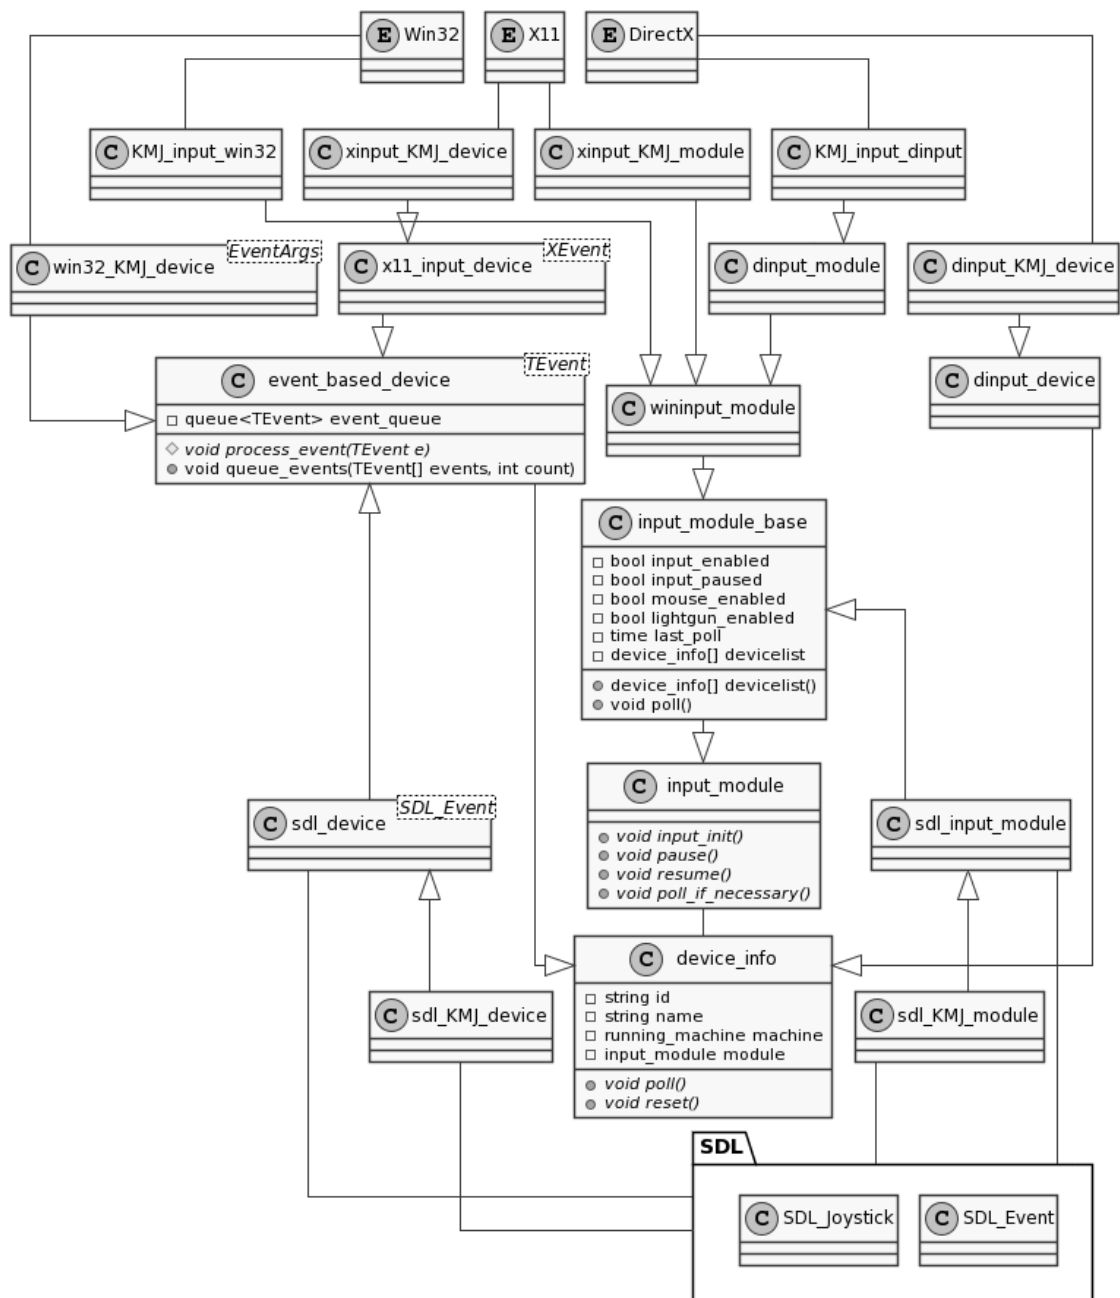 E Win32
E X11
E DirectX
C KMJ_input_win32
C xinput_KMJ_device
C xinput_KMJ_module
C KMJ_input_dinput
C win32_KMJ_device
EventArgs
C x11_input_device
XEvent
C dinput_module
C dinput_KMJ_device
C event_based_device
TEvent
queue<TEvent> event_queue
void process_event(TEvent e)
void queue_events(TEvent[] events, int count)
C wininput_module
C dinput_device
C input_module_base
bool input_enabled
bool input_paused
bool mouse_enabled
bool lightgun_enabled
time last_poll
device_info[] devicelist
device_info[] devicelist()
void poll()
C input_module
void input_init()
void pause()
void resume()
void poll_if_necessary()
C sdl_device
SDL_Event
C sdl_input_module
C device_info
string id
string name
running_machine machine
input_module module
void poll()
void reset()
C sdl_KMJ_device
C sdl_KMJ_module
SDL
C SDL_Joystick
C SDL_Event